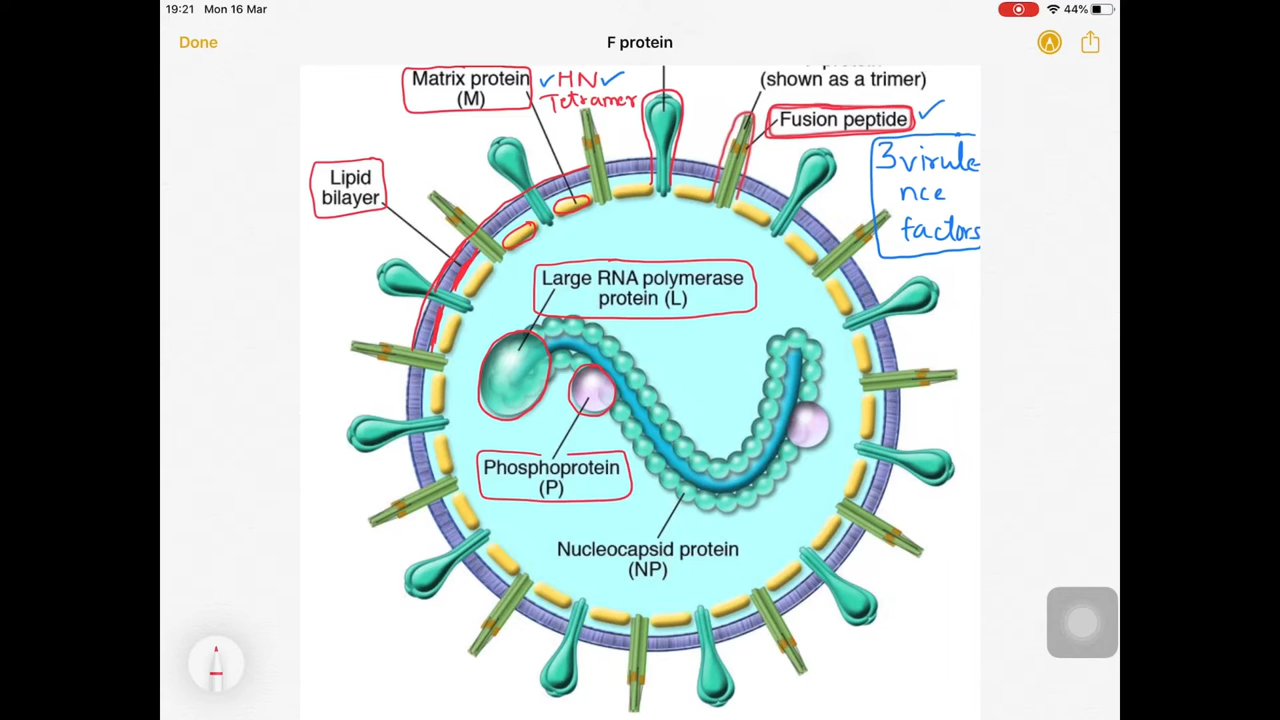 19:21 Mon 16 Mar
44%
Done
F protein
Matrix protein
(M)
HN
Tetramer
(shown as a trimer)
Fusion peptide
3 virule
nce
factors
Lipid
bilayer
Large RNA polymerase
protein (L)
Phosphoprotein
(P)
Nucleocapsid protein
(NP)